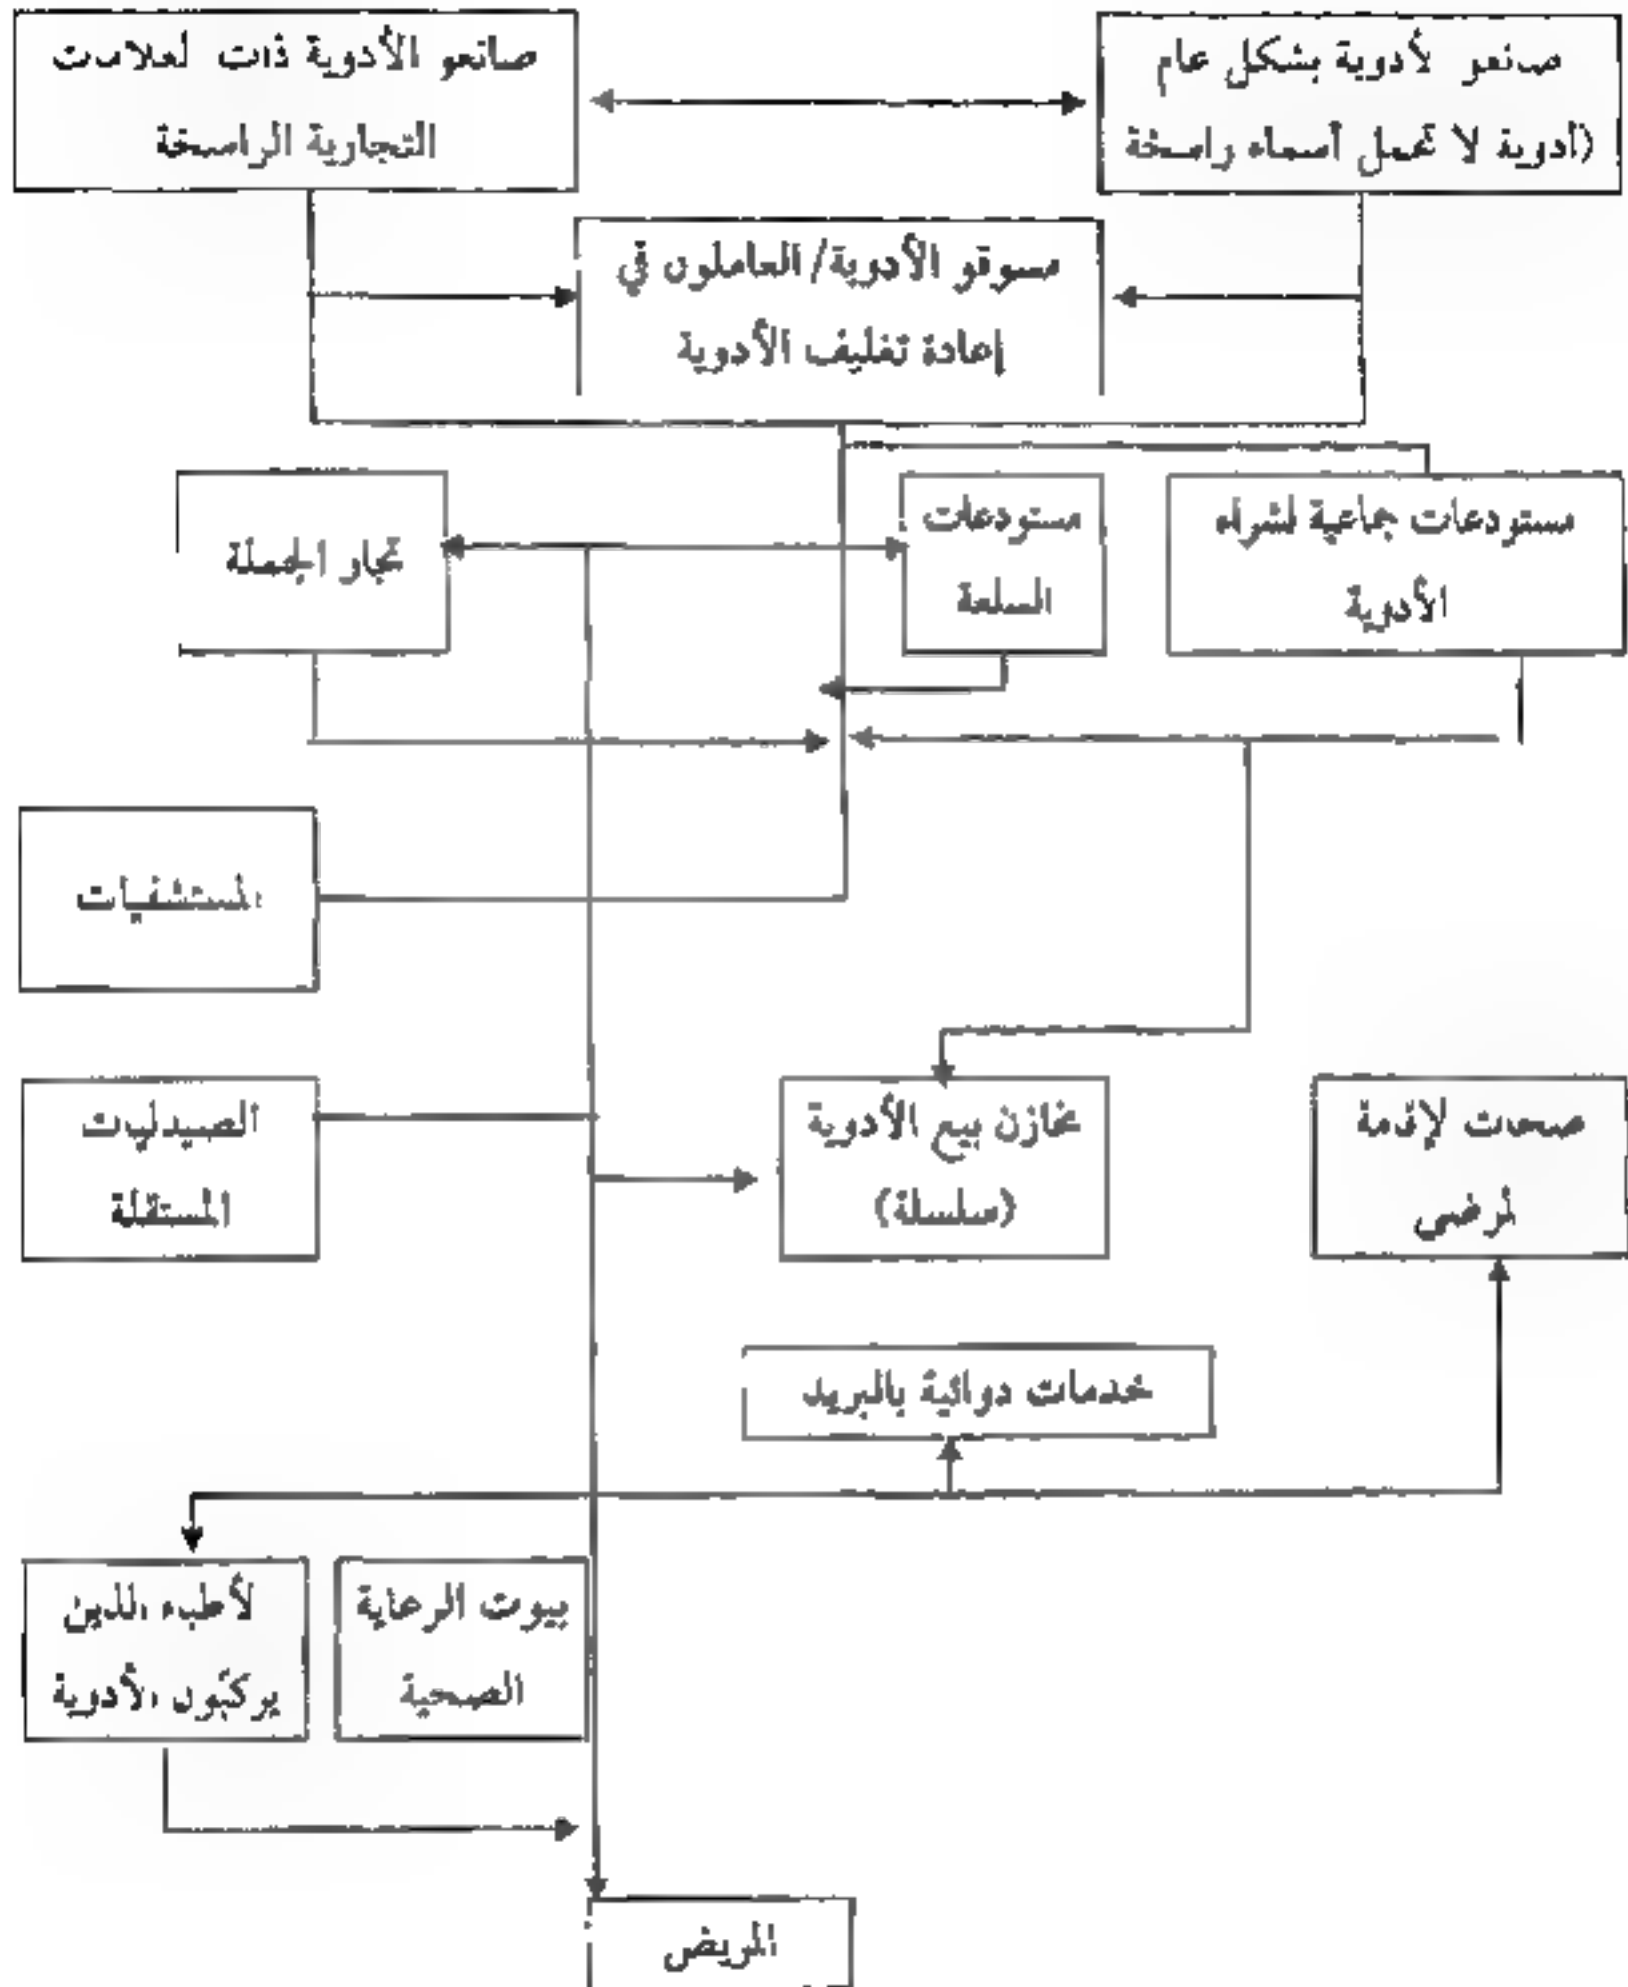 صانعو الأدوية بشكل عام
(أدوية لا تحمل أسماء راسخة
صانعو الأدوية ذات العلامات
التجارية الراسخة
مسوقو الأدوية/ العاملون في
إعادة تغليف الأدوية
مستودعات جماعية لشراء
الأدوية
مستودعات
السلعة
تجار الجملة
المستشفيات
مصحات لإقامة
المرضى
مخازن بيع الأدوية
(سلسلة)
الصيدليات
المستقلة
خدمات دوائية بالبريد
بيوت الرعاية
الصحية
الأطباء الذين
يركبون الأدوية
المريض